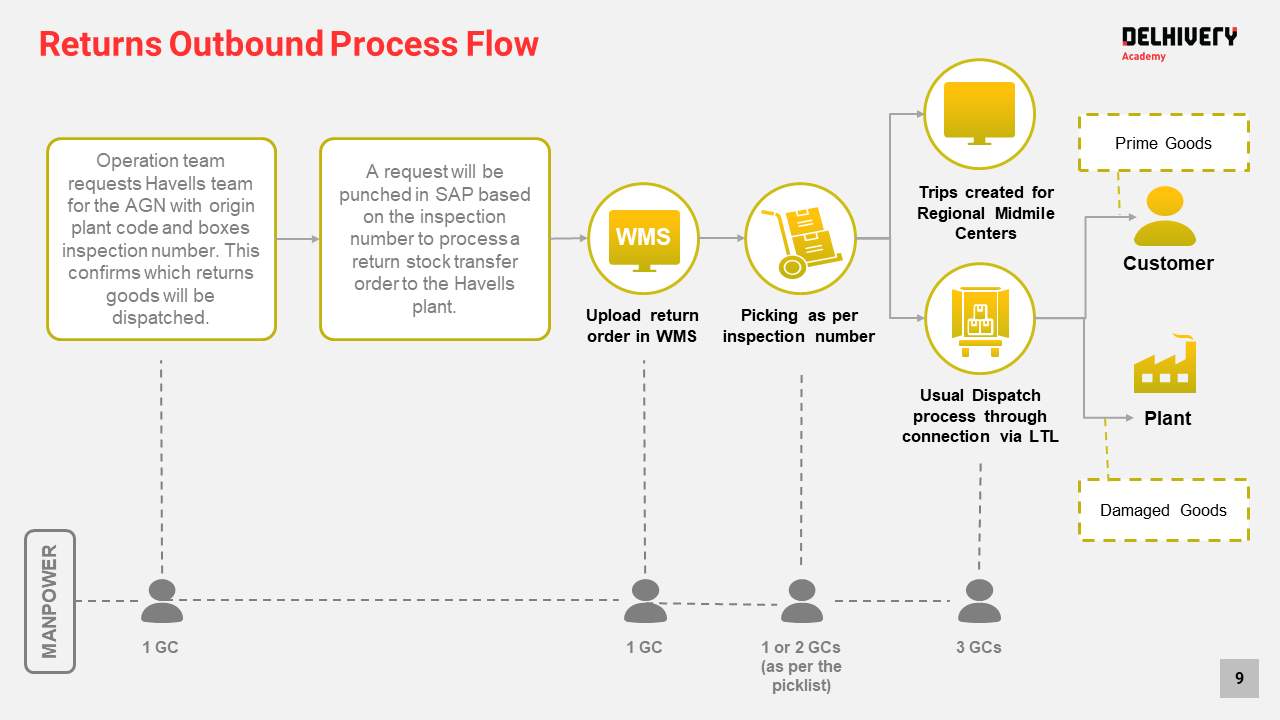 Returns Outbound Process Flow
DELHIVERY
Academy
Operation team
requests Havells team
for the AGN with origin
plant code and boxes
inspection number. This
confirms which returns
goods will be
dispatched.
A request will be
punched in SAP based
on the inspection
number to process a
return stock transfer
order to the Havells
plant.
WMS
Upload return
order in WMS
Picking as per
inspection number
Trips created for
Regional Midmile
Centers
Usual Dispatch
process through
connection via LTL
Prime Goods
Customer
Plant
Damaged Goods
MANPOWER
1 GC
1 GC
1 or 2 GCs
(as per the
picklist)
3 GCs
9